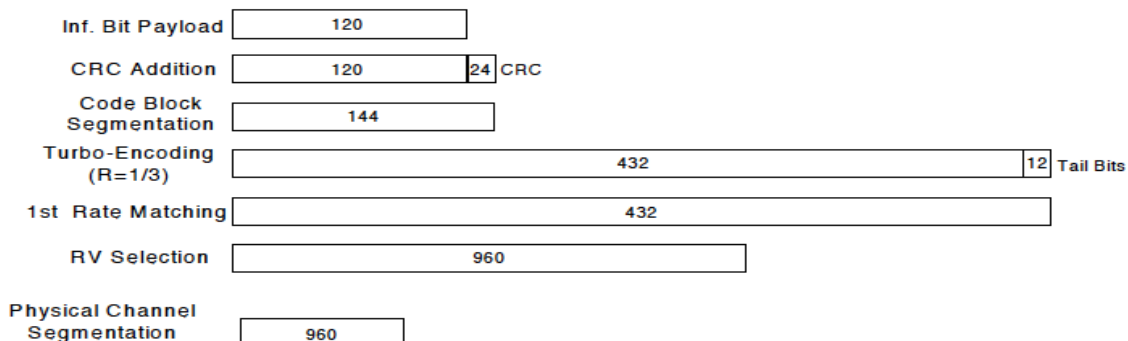 Inf. Bit Payload 120
CRC Addition 120 24 CRC
Code Block
Segmentation 144
Turbo-Encoding
(R=1/3) 432 12 Tail Bits
1st Rate Matching 432
RV Selection 960
Physical Channel
Segmentation 960